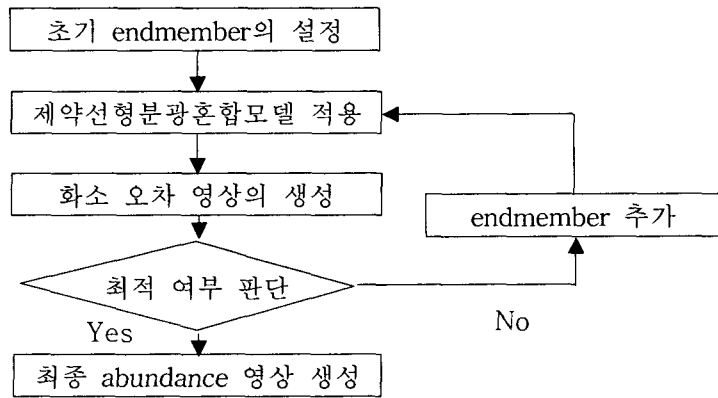 초기 endmember의 설정
제약선형분광혼합모델 적용
화소 오차 영상의 생성
endmember 추가
최적 여부 판단
Yes
No
최종 abundance 영상 생성